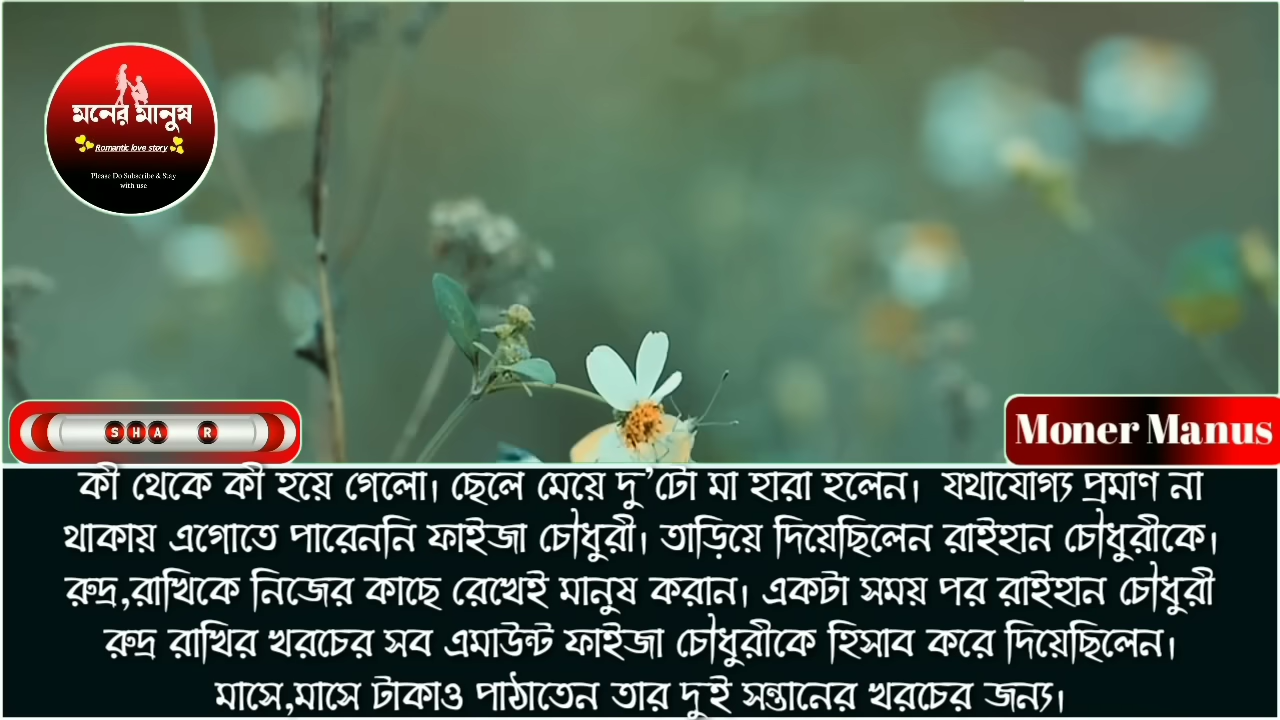 মনের মানুষ
Romantic love story
Please Do Subscribe & Stay
with use
SHA R
Moner Manus
কী থেকে কী হয়ে গেলো। ছেলে মেয়ে দু’টো মা হারা হলেন। যথাযোগ্য প্রমাণ না
থাকায় এগোতে পারেননি ফাইজা চৌধুরী। তাড়িয়ে দিয়েছিলেন রাইহান চৌধুরীকে।
রুদ্র,রাখিকে নিজের কাছে রেখেই মানুষ করান। একটা সময় পর রাইহান চৌধুরী
রুদ্র রাখির খরচের সব এমাউন্ট ফাইজা চৌধুরীকে হিসাব করে দিয়েছিলেন।
মাসে,মাসে টাকাও পাঠাতেন তার দুই সন্তানের খরচের জন্য।